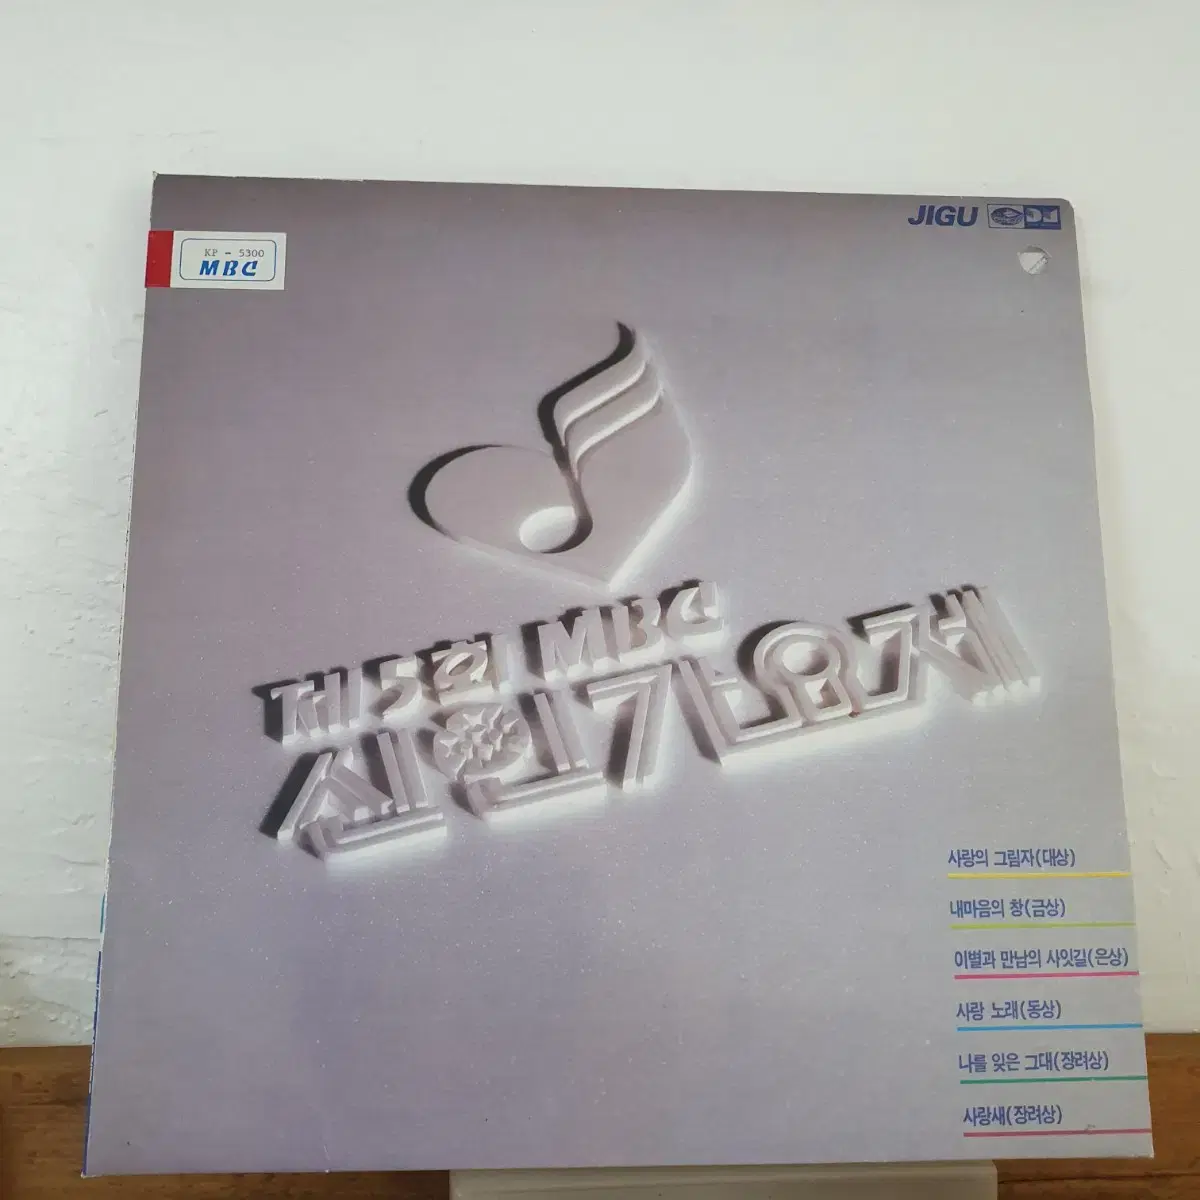 JIGU
KP - 5300
MBC
제5회 MBC
신인가요제
사랑의 그림자(대상)
내마음의 창(금상)
이별과 만남의 사잇길(은상)
사랑 노래(동상)
나를 잊은 그대(장려상)
사랑새(장려상)